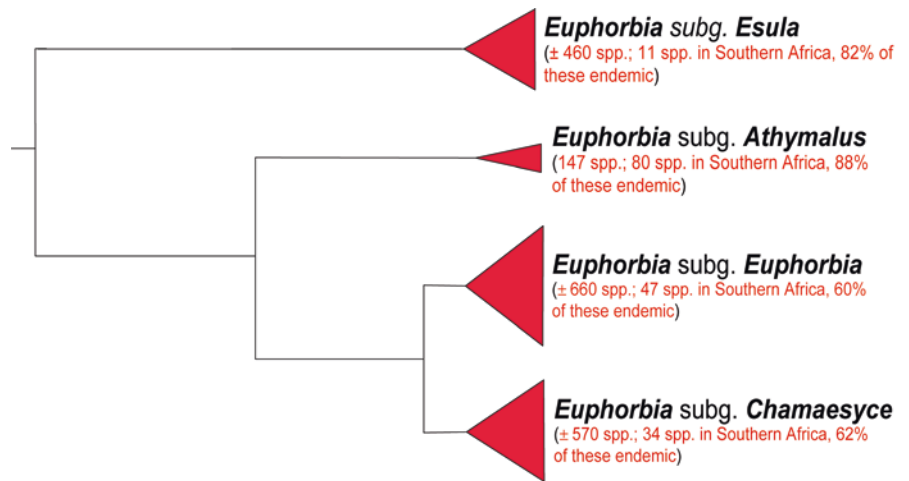 Euphorbia subg. Esula
(± 460 spp.; 11 spp. in Southern Africa, 82% of
these endemic)
Euphorbia subg. Athymalus
(147 spp.; 80 spp. in Southern Africa, 88%
of these endemic)
Euphorbia subg. Euphorbia
(± 660 spp.; 47 spp. in Southern Africa, 60%
of these endemic)
Euphorbia subg. Chamaesyce
(± 570 spp.; 34 spp. in Southern Africa, 62%
of these endemic)